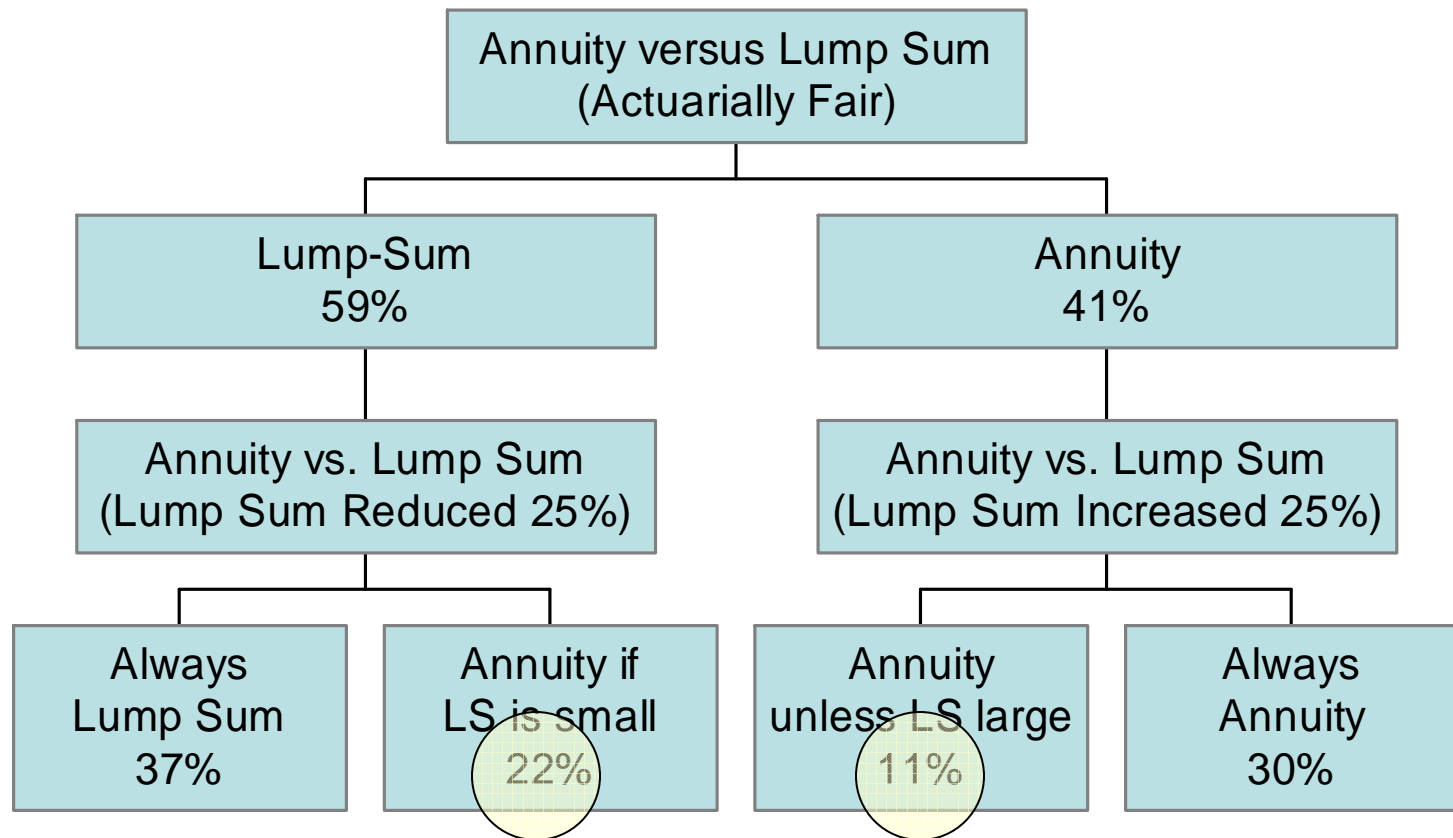 Annuity versus Lump Sum
(Actuarially Fair)
Lump-Sum
59%
Annuity
41%
Annuity vs. Lump Sum
(Lump Sum Reduced 25%)
Annuity vs. Lump Sum
(Lump Sum Increased 25%)
Always
Lump Sum
37%
Annuity if
LS is small
22%
Annuity
unless LS large
11%
Always
Annuity
30%